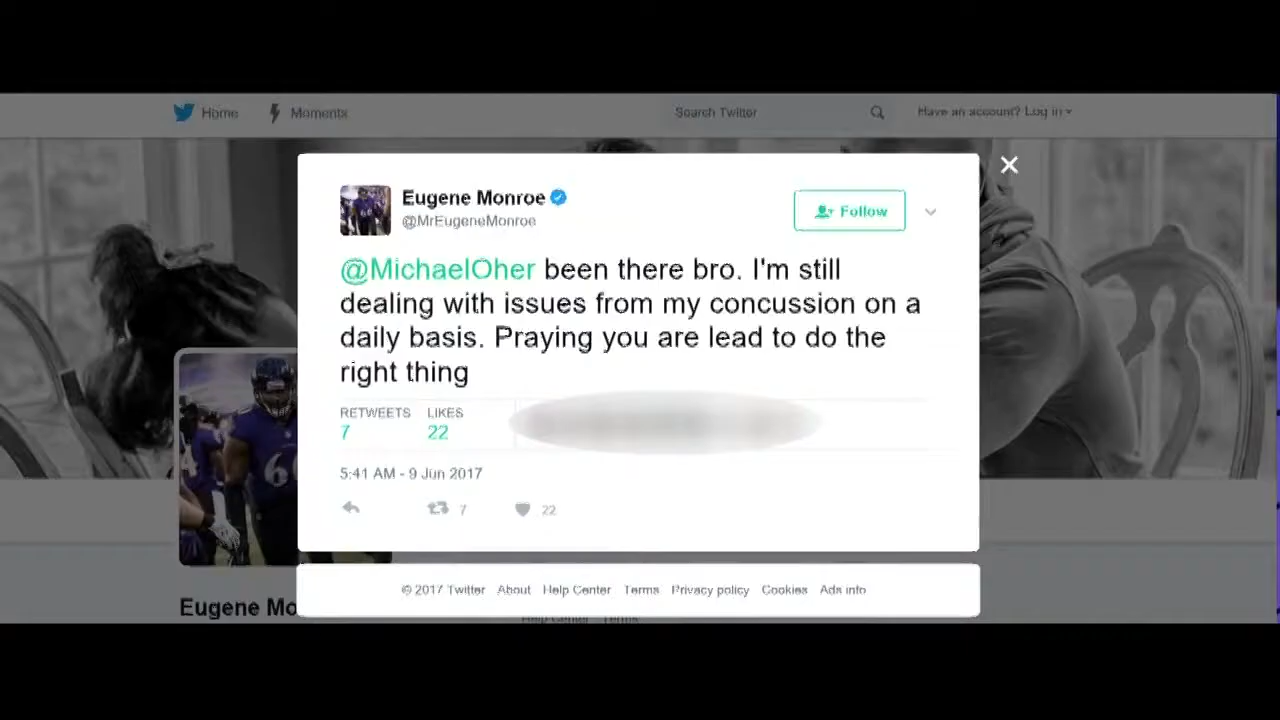 Home Moments Search Twitter Have an account? Log in
Eugene Monroe
@MrEugeneMonroe
Follow
@MichaelOher been there bro. I'm still
dealing with issues from my concussion on a
daily basis. Praying you are lead to do the
right thing
RETWEETS LIKES
7 22
5:41 AM - 9 Jun 2017
7 22
© 2017 Twitter About Help Center Terms Privacy policy Cookies Ads info
Eugene Mo
Help Center Terms